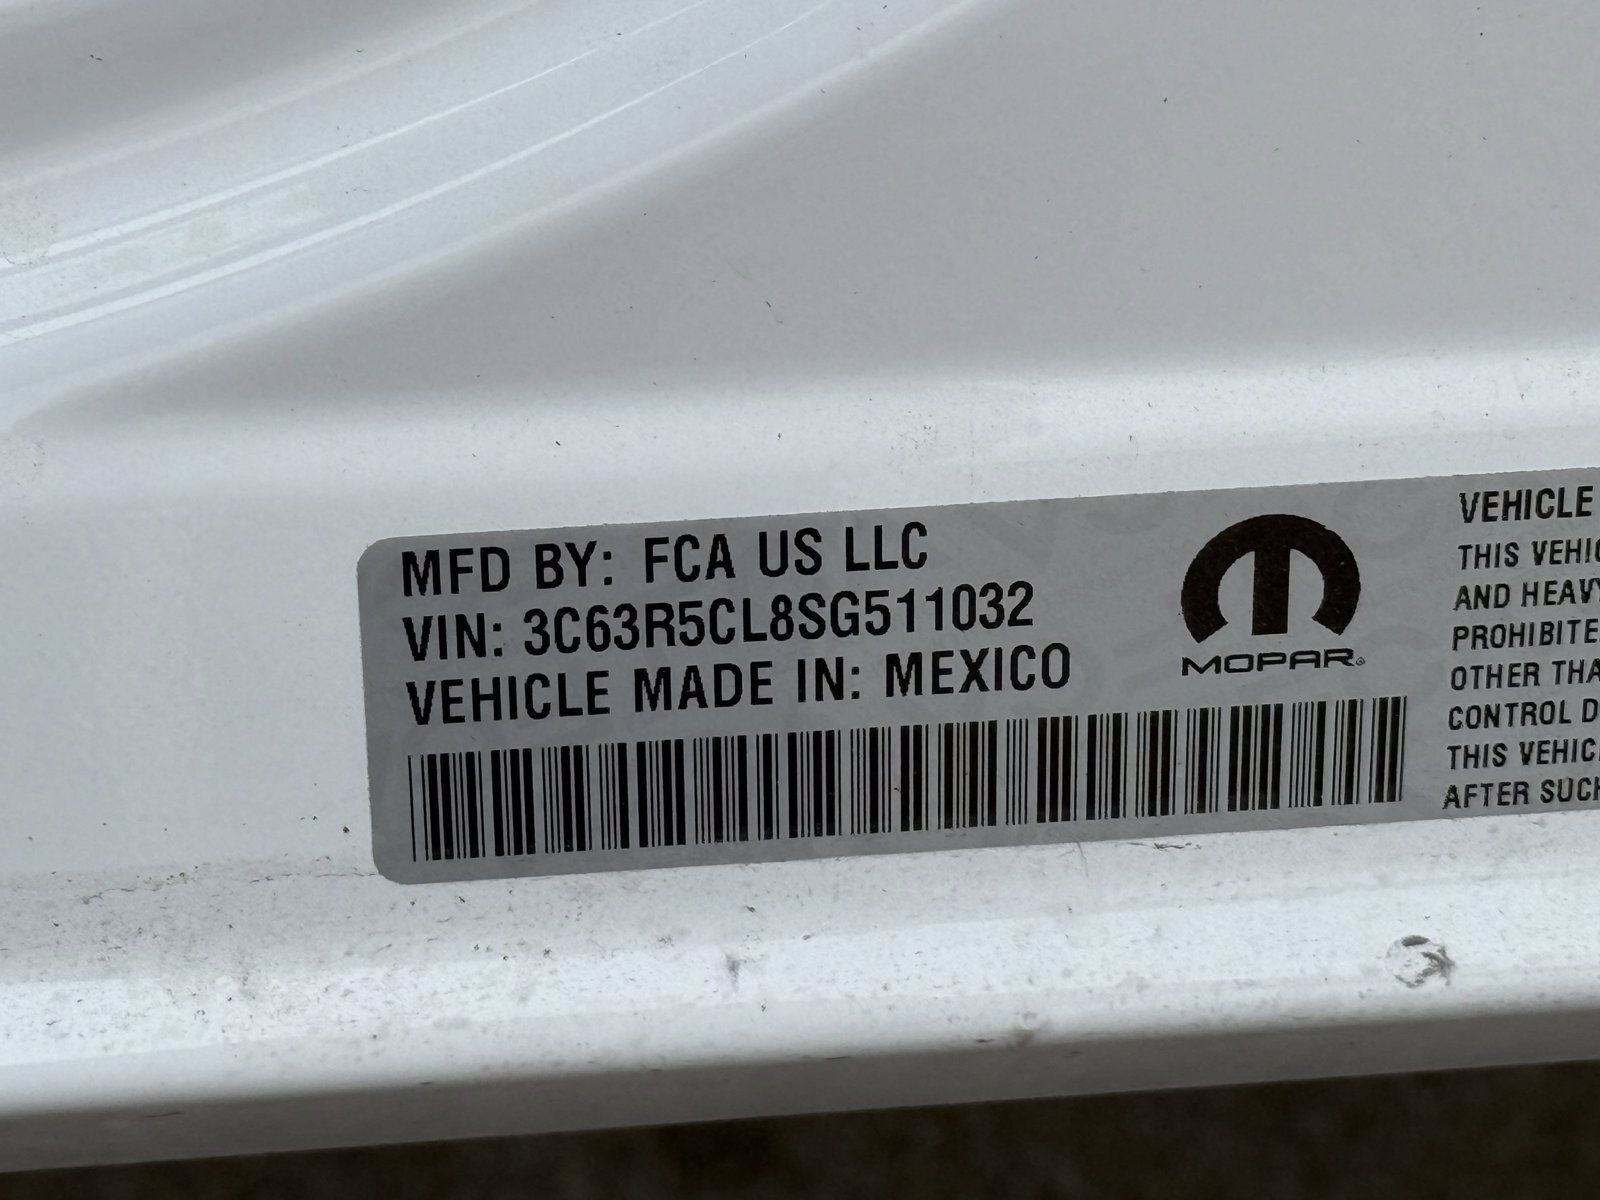 MFD BY: FCA US LLC
VIN: 3C63R5CL8SG511032
VEHICLE MADE IN: MEXICO
MOPAR®
VEHICLE
THIS VEHIC
AND HEAVY
PROHIBITE
OTHER THA
CONTROL D
THIS VEHIC
AFTER SUCH